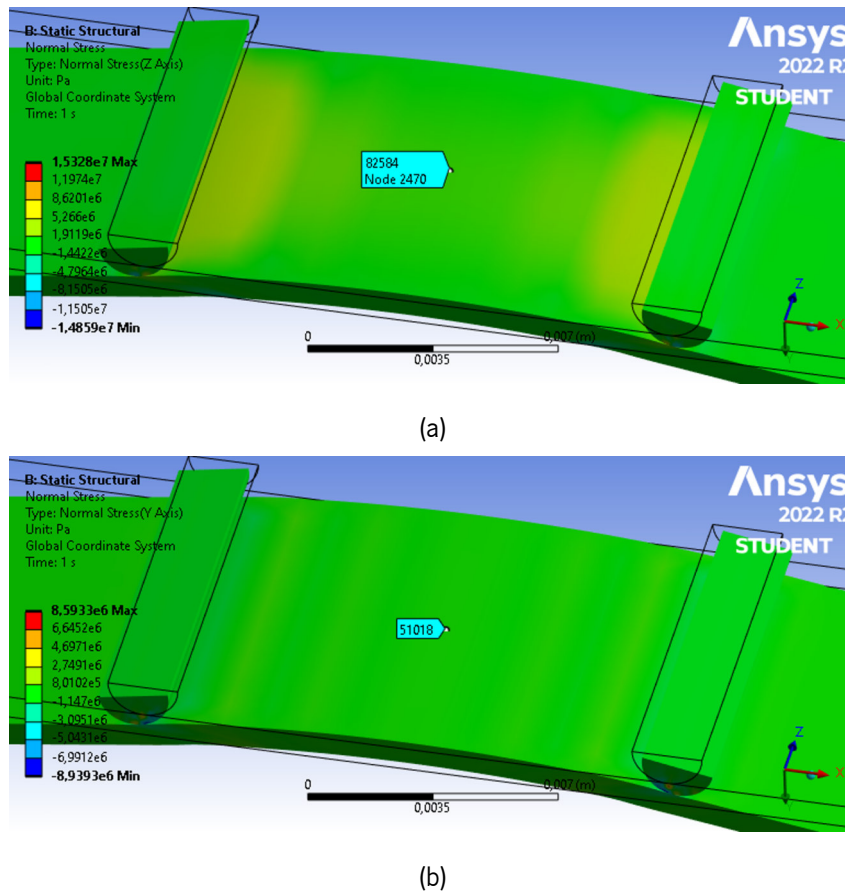 B: Static Structural
Normal Stress
Type: Normal Stress(Z Axis)
Unit: Pa
Global Coordinate System
Time: 1 s
1,5328e7 Max
1,1974e7
8,6201e6
5,266e6
1,9119e6
-1,4422e6
-4,7964e6
-8,1505e6
-1,1505e7
-1,4859e7 Min
82584
Node 2470
Ansys
2022 R
STUDENT
0
0,007 (m)
0,0035
Z
X
(a)
B: Static Structural
Normal Stress
Type: Normal Stress(Y Axis)
Unit: Pa
Global Coordinate System
Time: 1 s
8,5933e6 Max
6,6452e6
4,6971e6
2,7491e6
8,0102e5
-1,147e6
-3,0951e6
-5,0431e6
-6,9912e6
-8,9393e6 Min
51018
Ansys
2022 R
STUDENT
0
0,007 (m)
0,0035
Z
X
(b)